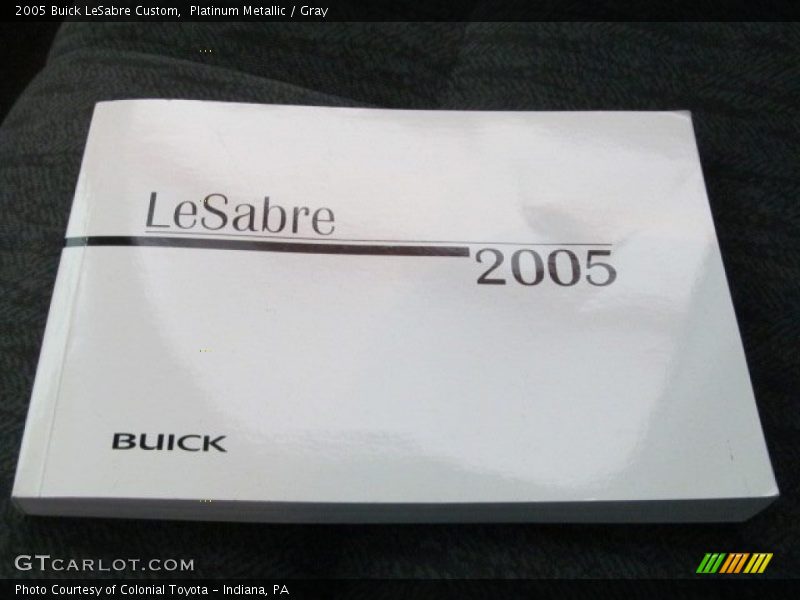 2005 Buick LeSabre Custom,  Platinum Metallic / Gray
LeSabre
2005
BUICK
GTCARLOT.COM
Photo Courtesy of Colonial Toyota - Indiana, PA